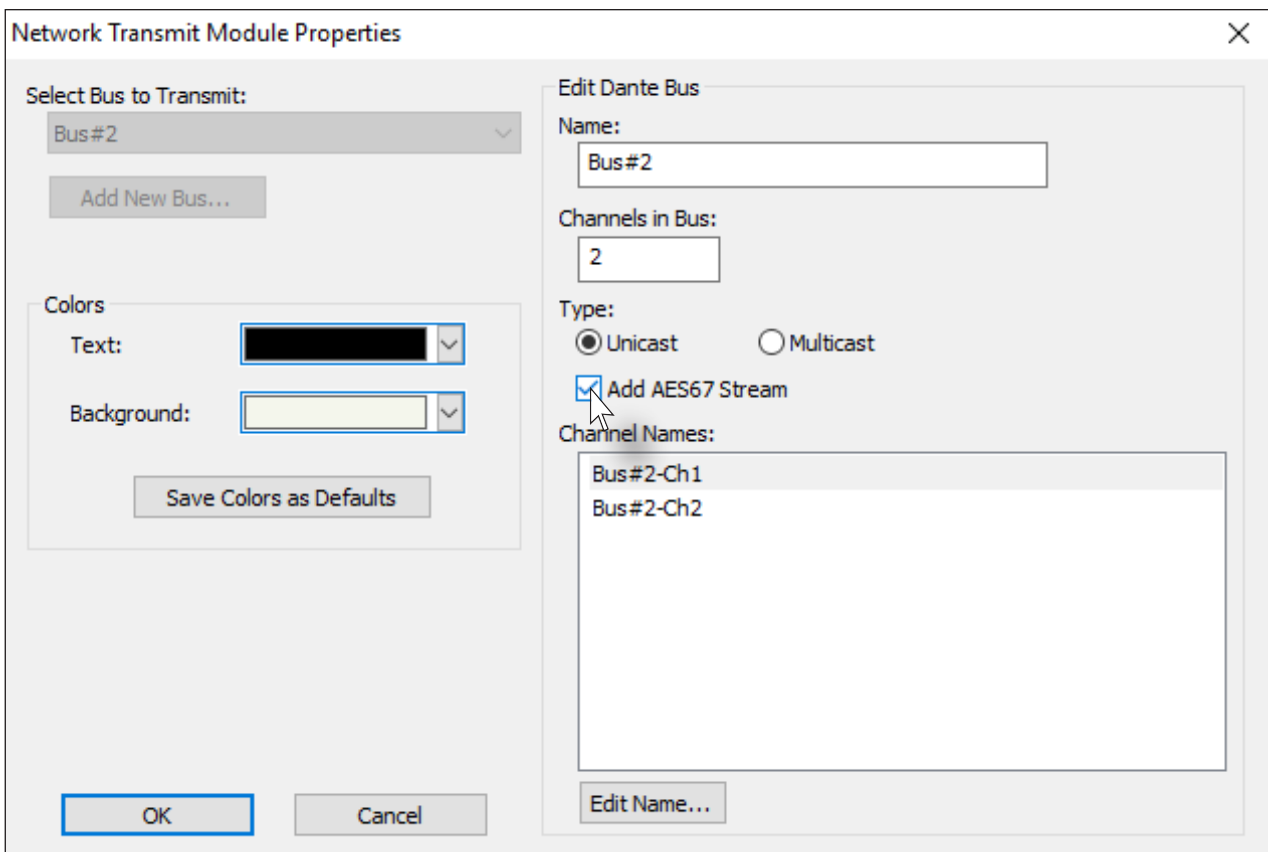 Network Transmit Module Properties
Select Bus to Transmit:
Bus#2
Add New Bus...
Colors
Text:
Background:
Save Colors as Defaults
OK
Cancel
Edit Dante Bus
Name:
Bus#2
Channels in Bus:
2
Type:
Unicast
Multicast
Add AES67 Stream
Channel Names:
Bus#2-Ch1
Bus#2-Ch2
Edit Name...